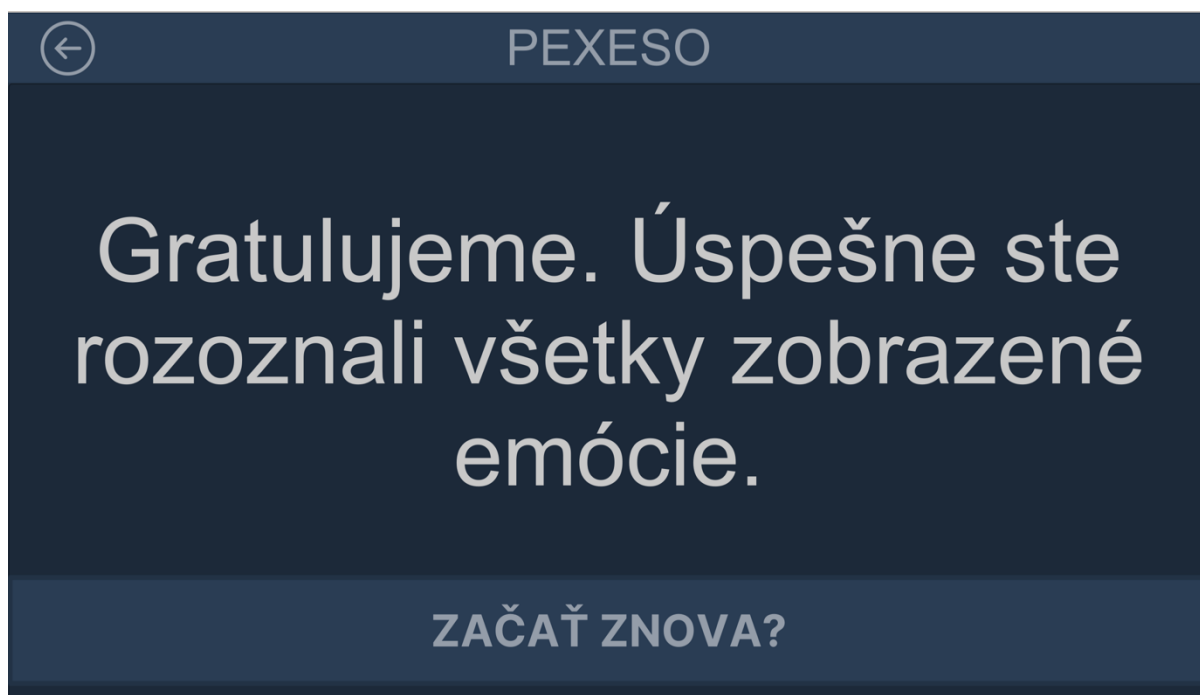 PEXESO
Gratulujeme. Úspešne ste
rozoznali všetky zobrazené
emócie.
ZAČAŤ ZNOVA?